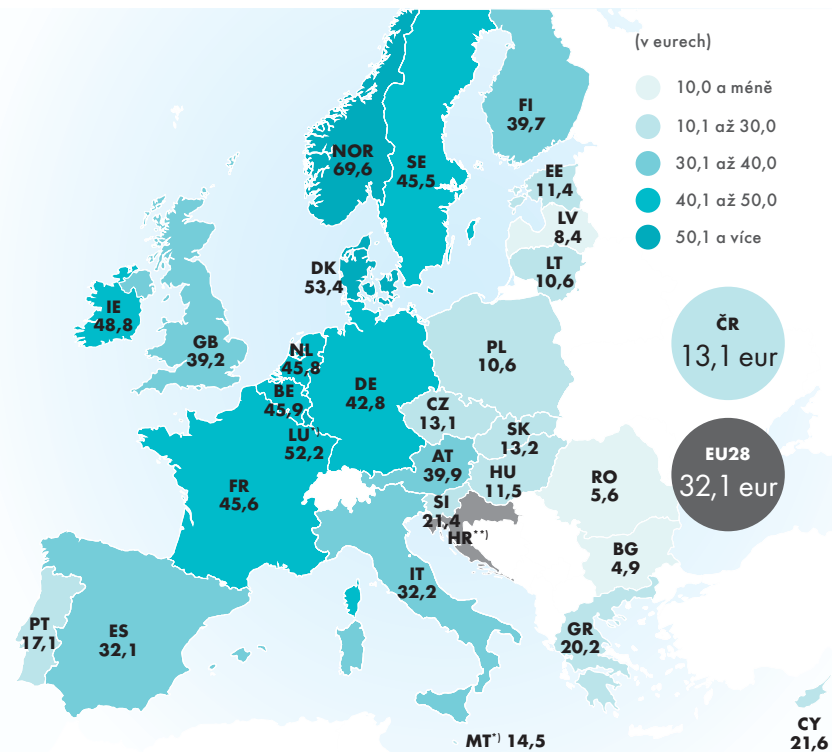 (v eurech)
10,0 a méně
10,1 až 30,0
30,1 až 40,0
40,1 až 50,0
50,1 a více
FI
39,7
NOR
69,6
SE
45,5
EE
11,4
LV
8,4
LT
10,6
DK
53,4
IE
48,8
GB
39,2
NL
45,8
BE
45,9
LU*)
52,2
DE
42,8
PL
10,6
CZ
13,1
SK
13,2
AT
39,9
HU
11,5
SI
21,4
HR**)
RO
5,6
BG
4,9
FR
45,6
IT
32,2
PT
17,1
ES
32,1
GR
20,2
MT*) 14,5
CY
21,6
ČR
13,1 eur
EU28
32,1 eur